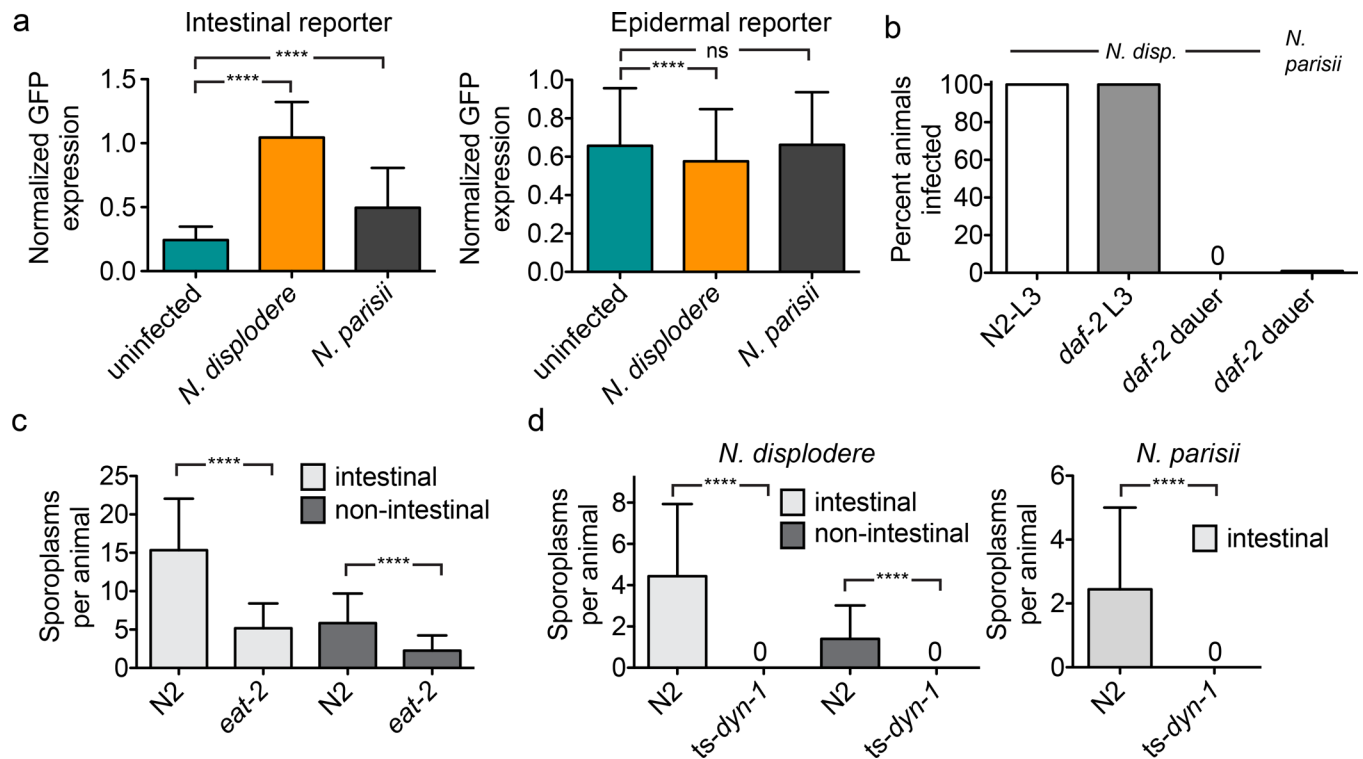 a
Intestinal reporter
****
****
Normalized GFP
expression
1.5
1.0
0.5
0.0
uninfected
N. displodere
N. parisii
Epidermal reporter
ns
****
Normalized GFP
expression
1.0
0.8
0.6
0.4
0.2
0.0
uninfected
N. displodere
N. parisii
b
N. disp.
N.
parisii
Percent animals
infected
100
80
60
40
20
0
0
N2-L3
daf-2 L3
daf-2 dauer
daf-2 dauer
c
****
intestinal
non-intestinal
****
Sporoplasms
per animal
25
20
15
10
5
0
N2
eat-2
N2
eat-2
d
N. displodere
****
intestinal
non-intestinal
****
Sporoplasms
per animal
8
6
4
2
0
0
0
N2
ts-dyn-1
N2
ts-dyn-1
N. parisii
****
intestinal
Sporoplasms
per animal
6
4
2
0
0
N2
ts-dyn-1